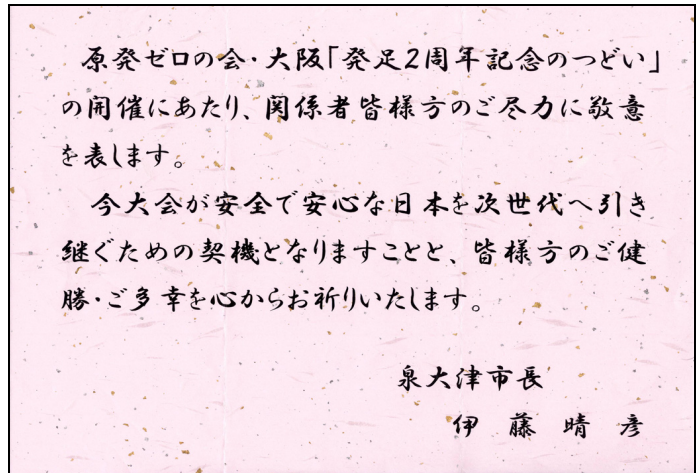 原発ゼロの会・大阪「発足2周年記念のつどい」
の開催にあたり、関係者皆様方のご尽力に敬意
を表します。
今大会が安全で安心な日本を次世代へ引き
継ぐための契機となりますことと、皆様方のご健
勝・ご多幸を心からお祈りいたします。
泉大津市長
伊藤晴彦